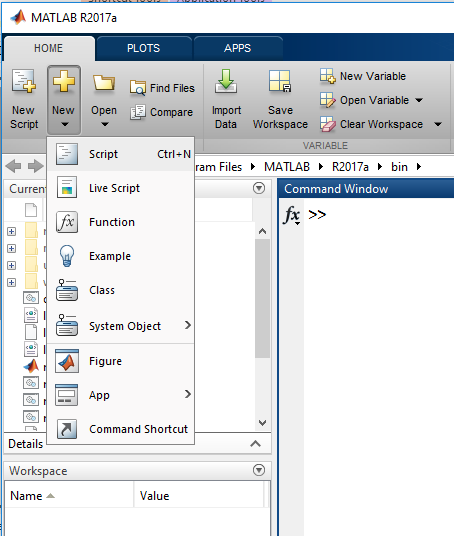 MATLAB R2017a
HOME PLOTS APPS
New Script
New
Open
Find Files
Compare
Import Data
Save Workspace
New Variable
Open Variable
Clear Workspace
VARIABLE
ram Files MATLAB R2017a bin
Script Ctrl+N
Live Script
Function
Example
Class
System Object
Figure
App
Command Shortcut
Curren
Command Window
fx >>
Details
Workspace
Name Value